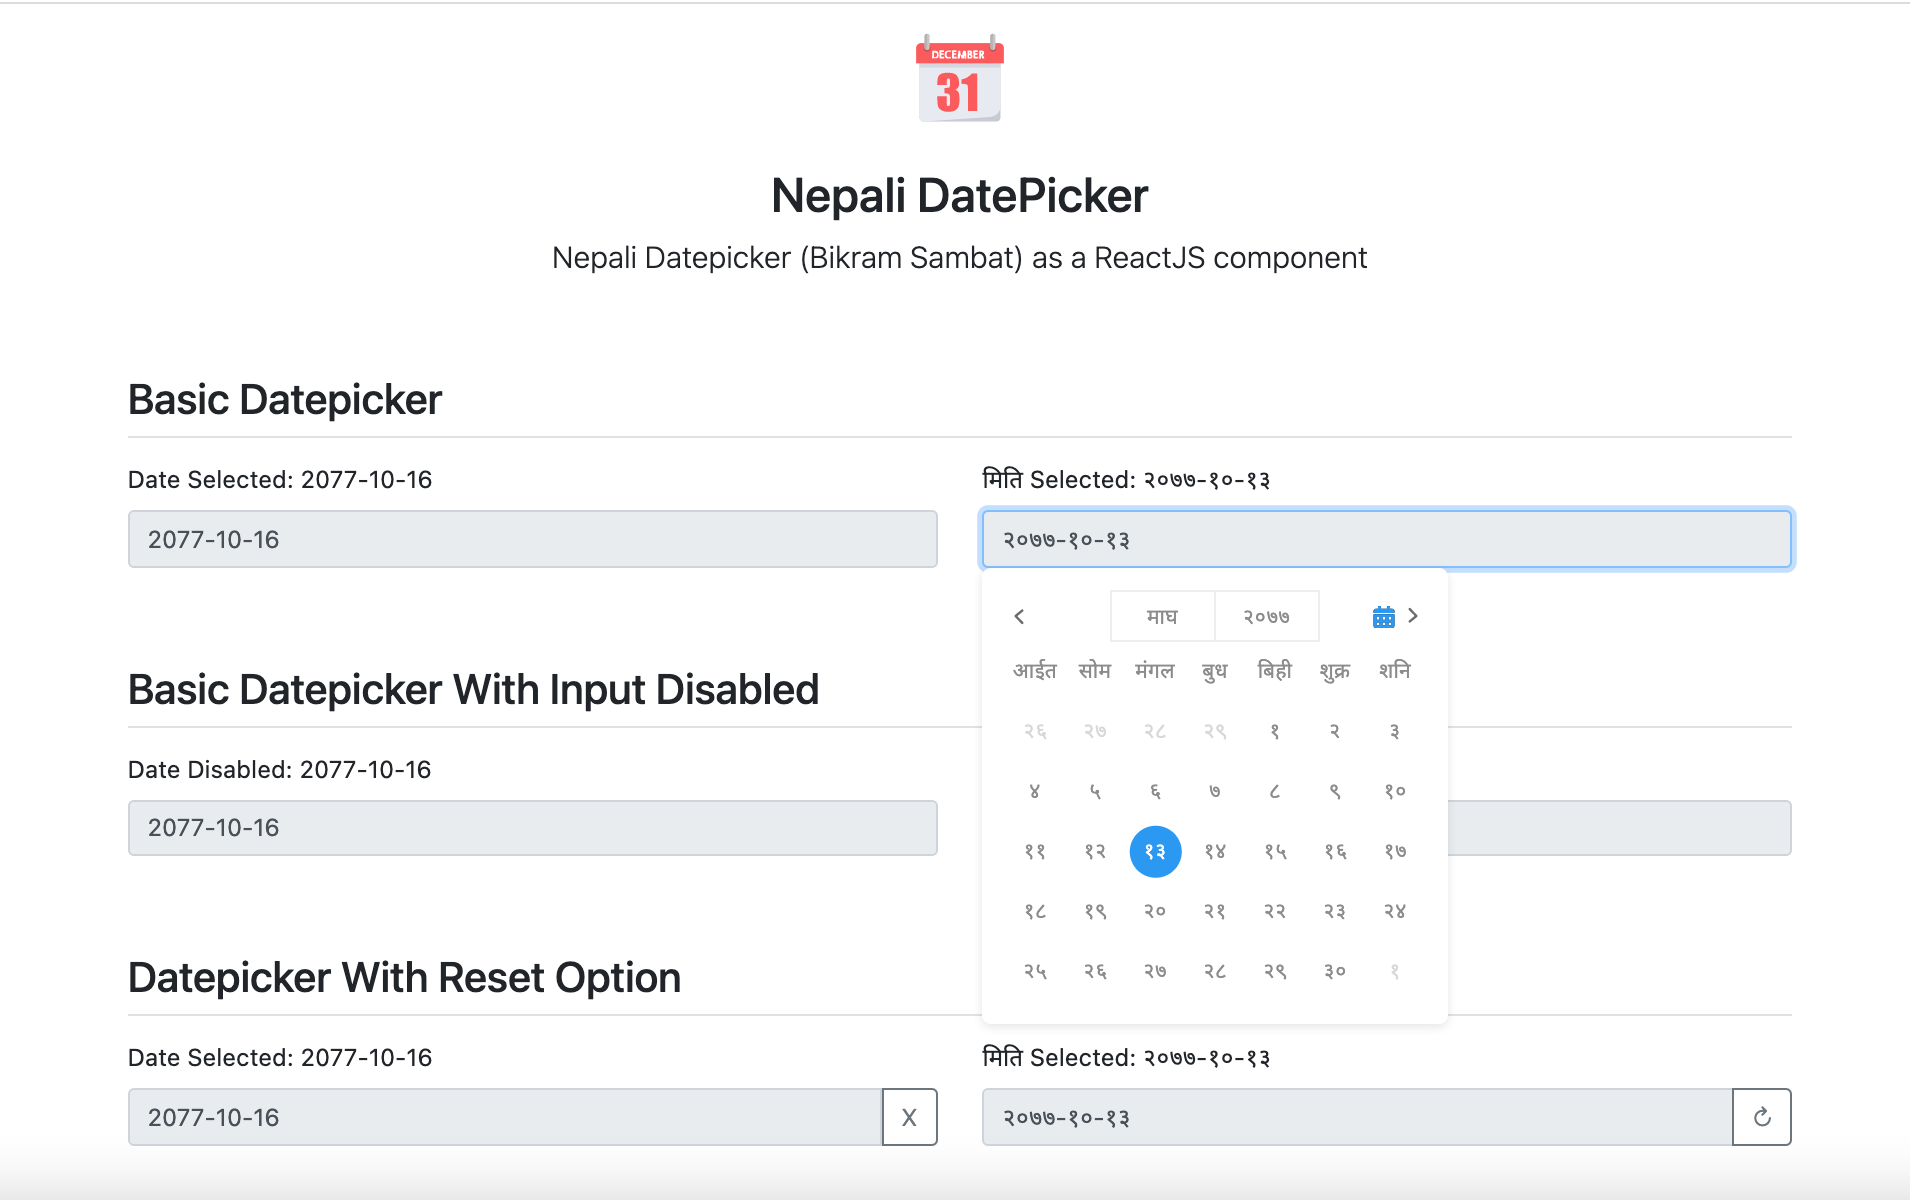 DECEMBER
31
Nepali DatePicker
Nepali Datepicker (Bikram Sambat) as a ReactJS component
Basic Datepicker
Date Selected: 2077-10-16
2077-10-16
मिति Selected: २०७७-१०-१३
२०७७-१०-१३
माघ २०७७
आईत सोम मंगल बुध बिही शुक्र शनि
२६ २७ २८ २९ १ २ ३
४ ५ ६ ७ ८ ९ १०
११ १२ १३ १४ १५ १६ १७
१८ १९ २० २१ २२ २३ २४
२५ २६ २७ २८ २९ ३० १
Basic Datepicker With Input Disabled
Date Disabled: 2077-10-16
2077-10-16
Datepicker With Reset Option
Date Selected: 2077-10-16
2077-10-16 X
मिति Selected: २०७७-१०-१३
२०७७-१०-१३